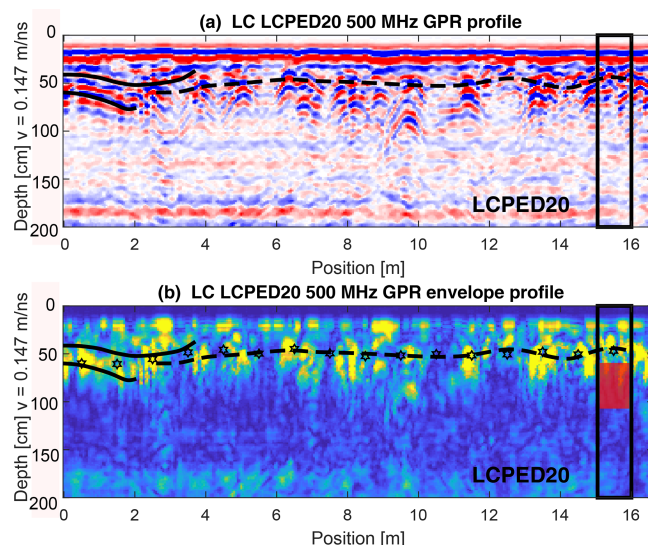 (a) LC LCPED20 500 MHz GPR profile
0
50
100
150
200
Depth [cm] v = 0.147 m/ns
LCPED20
0 2 4 6 8 10 12 14 16
Position [m]
(b) LC LCPED20 500 MHz GPR envelope profile
0
50
100
150
200
Depth [cm] v = 0.147 m/ns
LCPED20
0 2 4 6 8 10 12 14 16
Position [m]